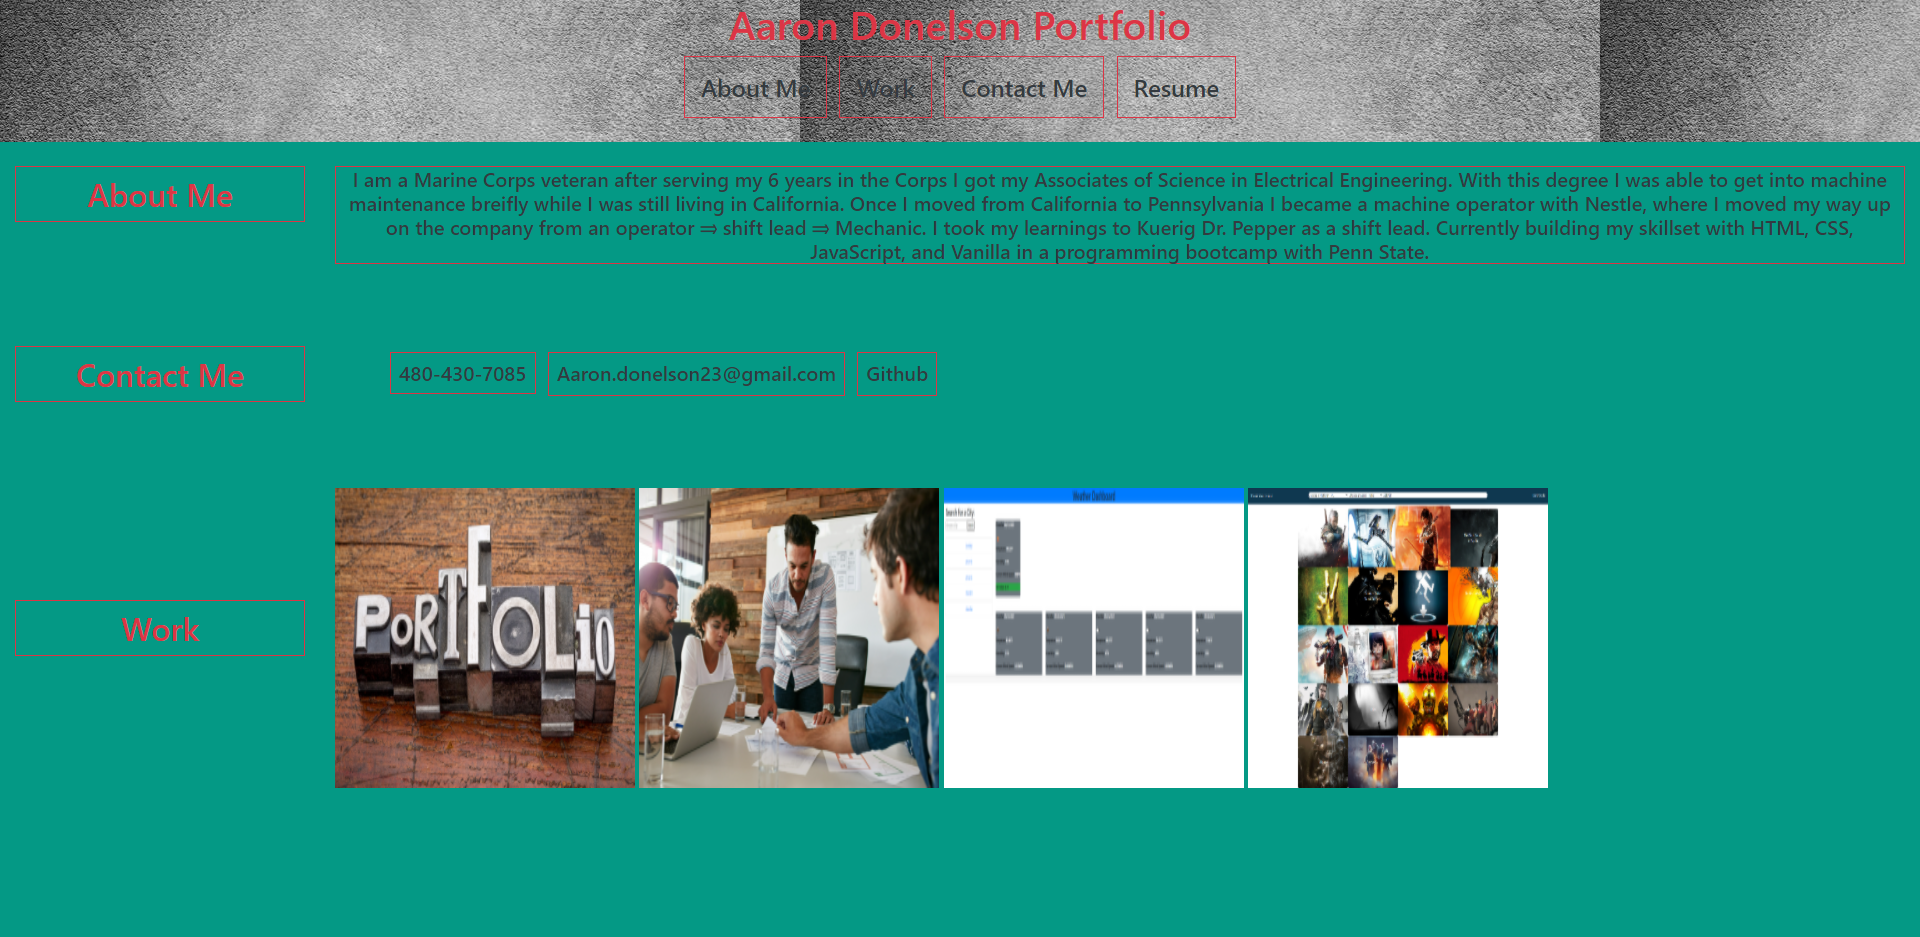 Aaron Donelson Portfolio
About Me
Work
Contact Me
Resume
About Me
I am a Marine Corps veteran after serving my 6 years in the Corps I got my Associates of Science in Electrical Engineering. With this degree I was able to get into machine
maintenance breifly while I was still living in California. Once I moved from California to Pennsylvania I became a machine operator with Nestle, where I moved my way up
on the company from an operator ⇒ shift lead ⇒ Mechanic. I took my learnings to Kuerig Dr. Pepper as a shift lead. Currently building my skillset with HTML, CSS,
JavaScript, and Vanilla in a programming bootcamp with Penn State.
Contact Me
480-430-7085
Aaron.donelson23@gmail.com
Github
Work
PORTFOLiO
Weather Dashboard
Search for a City: